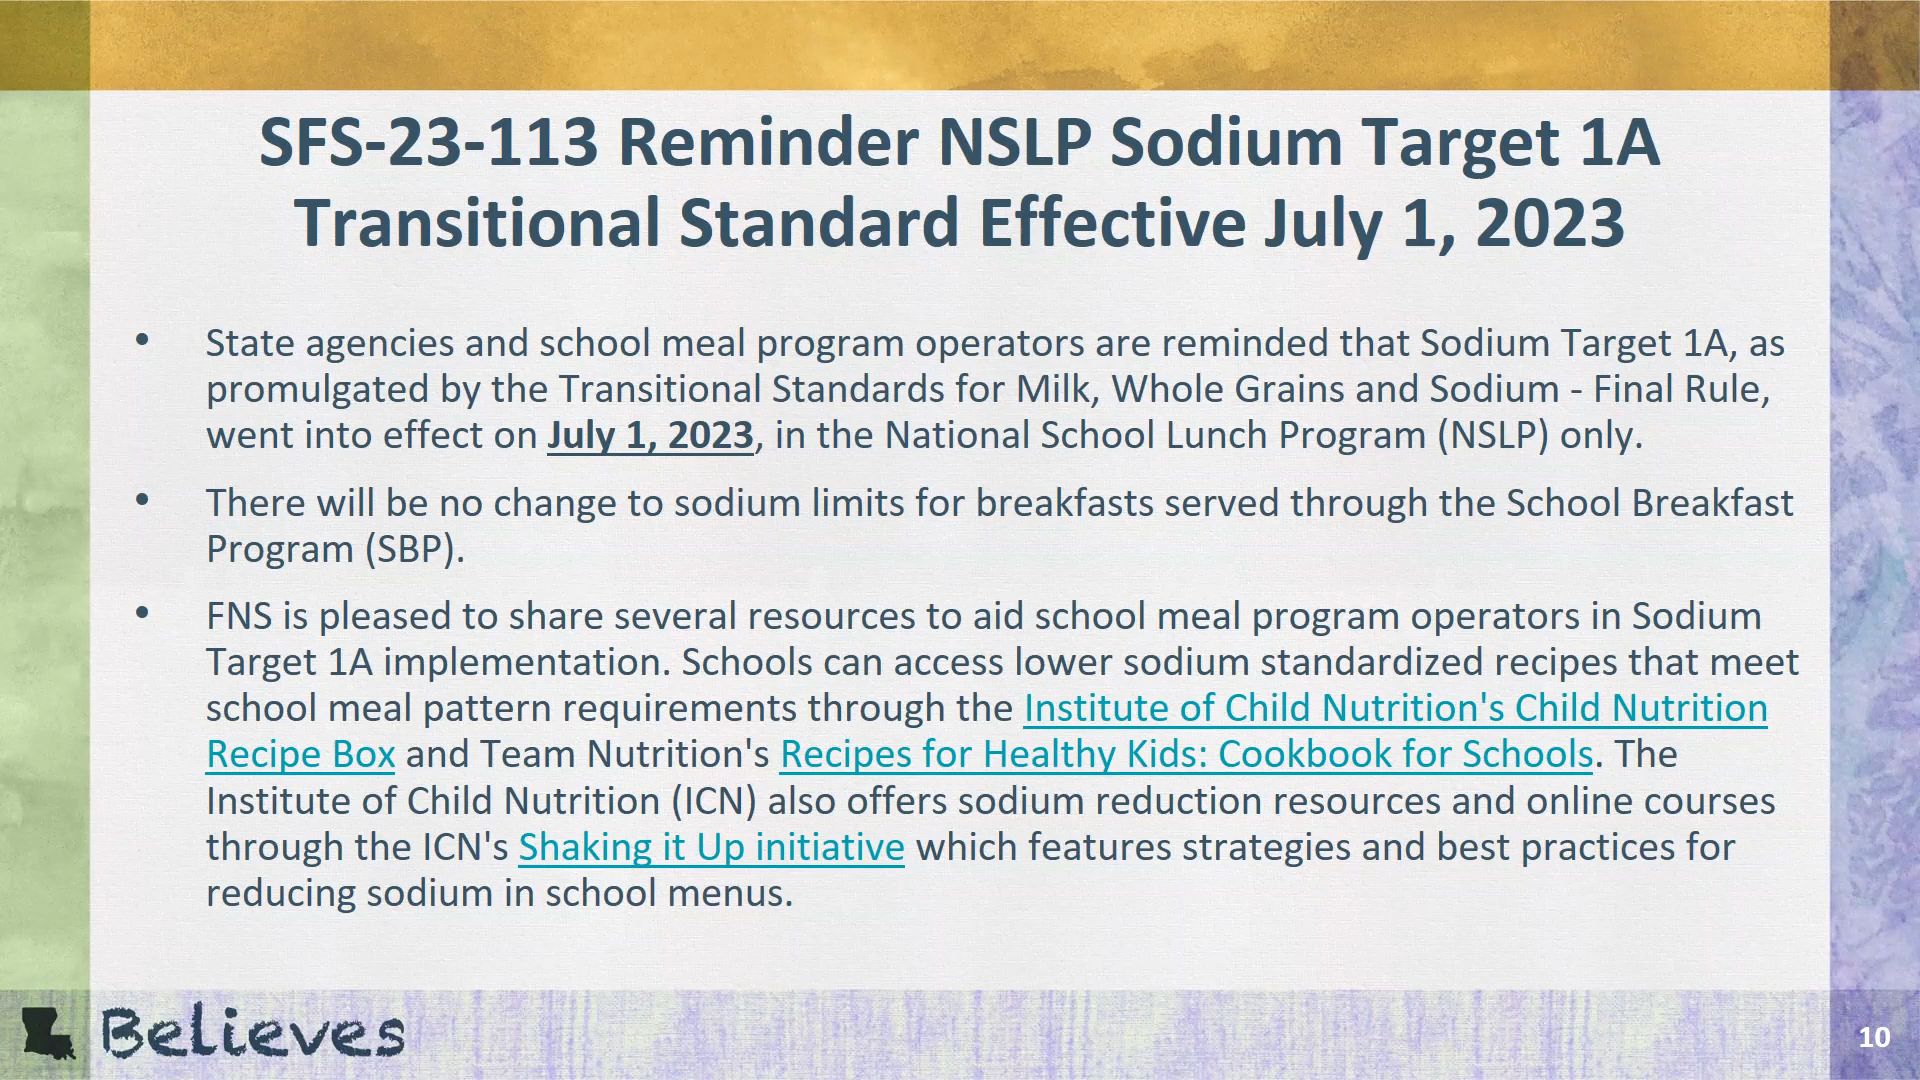 SFS-23-113 Reminder NSLP Sodium Target 1A
Transitional Standard Effective July 1, 2023
• State agencies and school meal program operators are reminded that Sodium Target 1A, as
promulgated by the Transitional Standards for Milk, Whole Grains and Sodium - Final Rule,
went into effect on July 1, 2023, in the National School Lunch Program (NSLP) only.
• There will be no change to sodium limits for breakfasts served through the School Breakfast
Program (SBP).
• FNS is pleased to share several resources to aid school meal program operators in Sodium
Target 1A implementation. Schools can access lower sodium standardized recipes that meet
school meal pattern requirements through the Institute of Child Nutrition's Child Nutrition
Recipe Box and Team Nutrition's Recipes for Healthy Kids: Cookbook for Schools. The
Institute of Child Nutrition (ICN) also offers sodium reduction resources and online courses
through the ICN's Shaking it Up initiative which features strategies and best practices for
reducing sodium in school menus.
Believes
10